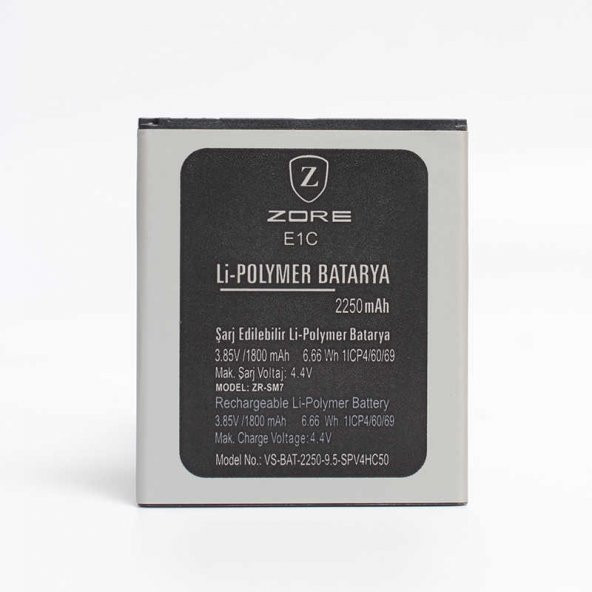 Z
ZORE
E1C
Li-POLYMER BATARYA
2250 mAh
Şarj Edilebilir Li-Polymer Batarya
3.85V /1800 mAh 6.66 Wh 1ICP4/60/69
Mak. Şarj Voltaj: 4.4V
MODEL: ZR-SM7
Rechargeable Li-Polymer Battery
3.85V /1800 mAh 6.66 Wh 1ICP4/60/69
Mak. Charge Voltage: 4.4V
Model No.: VS-BAT-2250-9.5-SPV4HC50